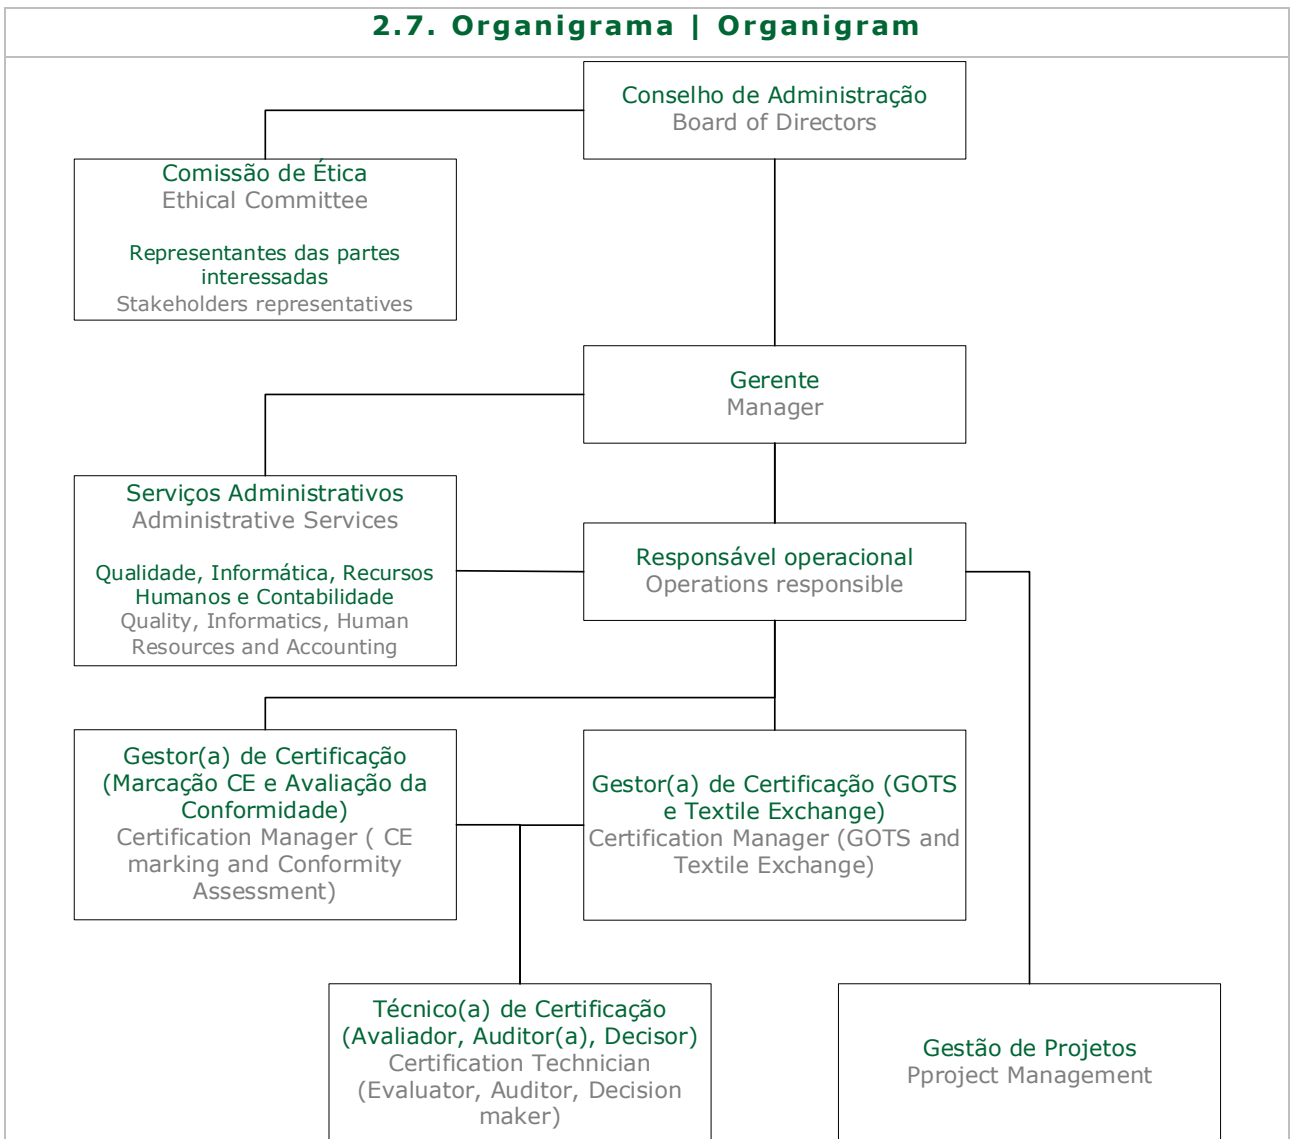 2.7. Organigrama | Organigram
Conselho de Administração
Board of Directors
Comissão de Ética
Ethical Committee
Representantes das partes
interessadas
Stakeholders representatives
Gerente
Manager
Serviços Administrativos
Administrative Services
Qualidade, Informática, Recursos
Humanos e Contabilidade
Quality, Informatics, Human
Resources and Accounting
Responsável operacional
Operations responsible
Gestor(a) de Certificação
(Marcação CE e Avaliação da
Conformidade)
Certification Manager ( CE
marking and Conformity
Assessment)
Gestor(a) de Certificação (GOTS
e Textile Exchange)
Certification Manager (GOTS and
Textile Exchange)
Técnico(a) de Certificação
(Avaliador, Auditor(a), Decisor)
Certification Technician
(Evaluator, Auditor, Decision
maker)
Gestão de Projetos
Pproject Management